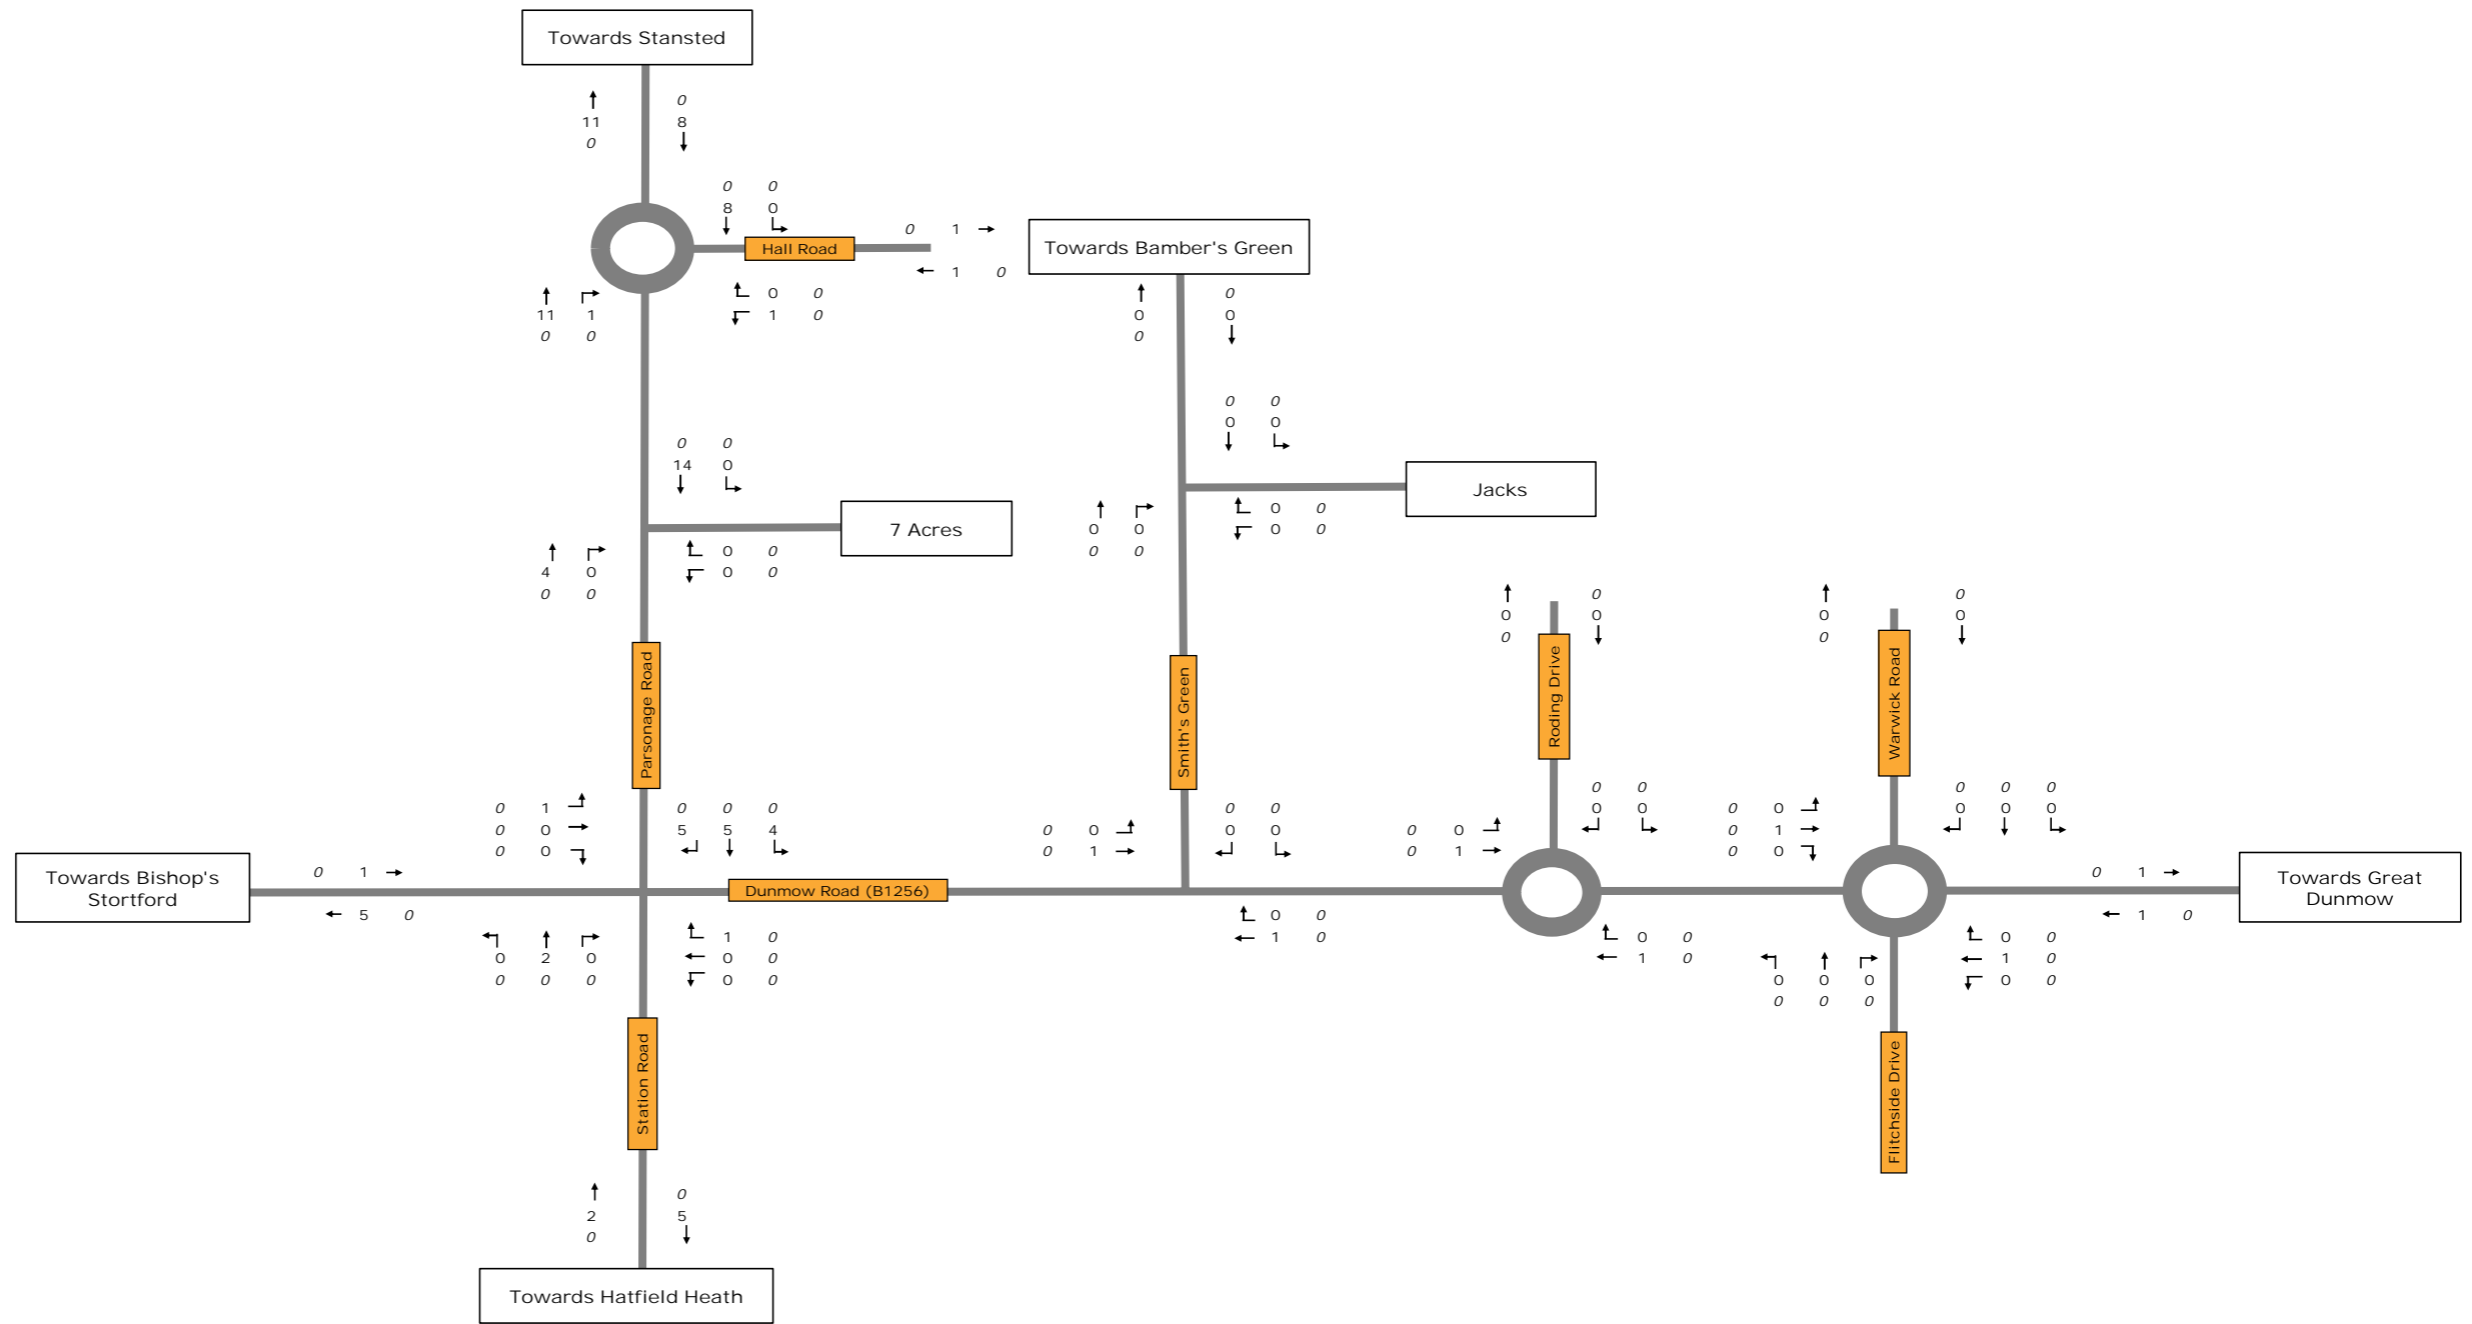 Towards Stansted
0
11 8
0
0 0
8 0
Hall Road
0 1
1 0
Towards Bamber's Green
0 0
11 1 1 0
0 0
0
0 0
0
0 0
0 0
0 0
14 0
Jacks
0 0
0 0 0 0
0 0
7 Acres
0 0
4 0 0 0
0 0
0
0 0
0
0
0 0
0
Parsonage Road
Smith's Green
Roding Drive
Warwick Road
0 1
0 0
0 0
0 0 0
5 5 4
0 0
0 1
0 0
0 0
0 0
0 1
0 0
0 0
0 0
0 1
0 0
0 0 0
0 0 0
Towards Bishop's
Stortford
0 1
5 0
Dunmow Road (B1256)
0 1
1 0
Towards Great
Dunmow
0 2 0
0 0 0
1 0
0 0
0 0
0 0
1 0
0 0
1 0
0 0 0
0 0 0
0 0
1 0
0 0
Station Road
Flitchside Drive
0
2 5
0
Towards Hatfield Heath